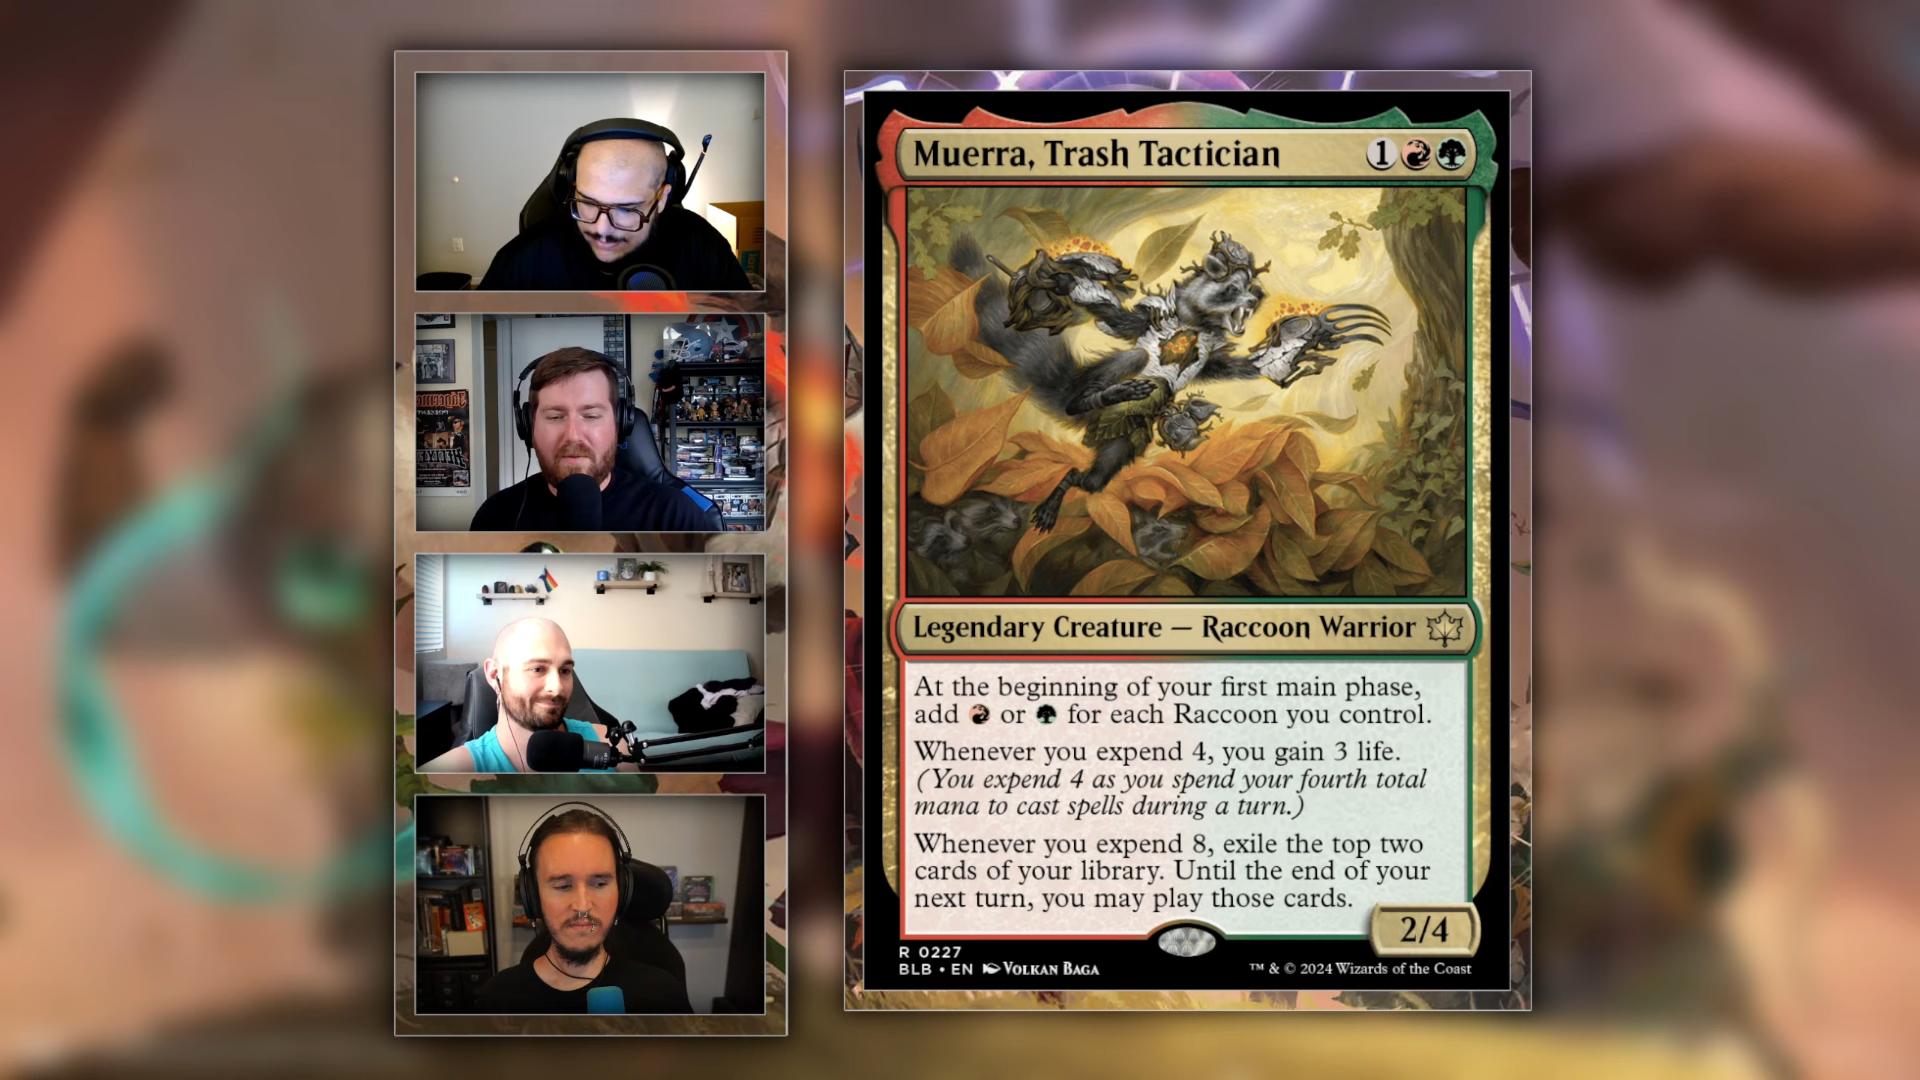 Muerra, Trash Tactician
1
Legendary Creature — Raccoon Warrior
At the beginning of your first main phase,
add or for each Raccoon you control.
Whenever you expend 4, you gain 3 life.
(You expend 4 as you spend your fourth total
mana to cast spells during a turn.)
Whenever you expend 8, exile the top two
cards of your library. Until the end of your
next turn, you may play those cards.
2/4
R 0227
BLB • EN Volkan Baga
™ & © 2024 Wizards of the Coast